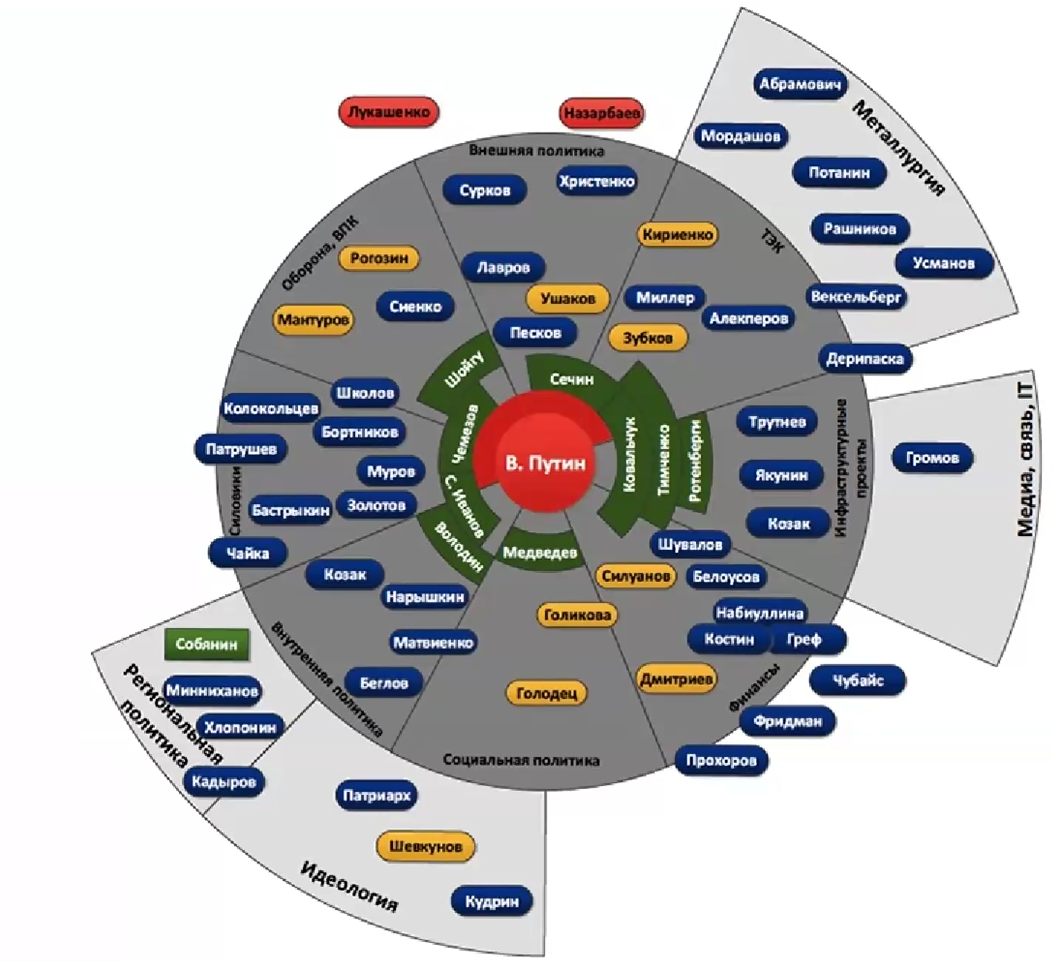 Лукашенко
Назарбаев
Абрамович
Мордашов
Потанин
Рашников
Усманов
Вексельберг
Дерипаска
Металлургия
Внешняя политика
Сурков
Христенко
Лавров
Ушаков
Песков
ТЭК
Кириенко
Миллер
Алекперов
Зубков
Оборона, ВПК
Рогозин
Сиенко
Мантуров
Шойгу
Сечин
Чемезов
В. Путин
Ковальчук
Тимченко
Ротенберги
С. Иванов
Володин
Медведев
Силовики
Школов
Колокольцев
Бортников
Патрушев
Муров
Бастрыкин
Золотов
Чайка
Инфраструктурные
проекты
Трутнев
Якунин
Козак
Медиа, связь, IT
Громов
Шувалов
Силуанов
Белоусов
Набиуллина
Костин
Греф
Дмитриев
Финансы
Чубайс
Фридман
Прохоров
Голикова
Голодец
Социальная политика
Козак
Нарышкин
Матвиенко
Беглов
Внутренняя политика
Собянин
Минниханов
Хлопонин
Кадыров
Региональная
политика
Патриарх
Шевкунов
Кудрин
Идеология